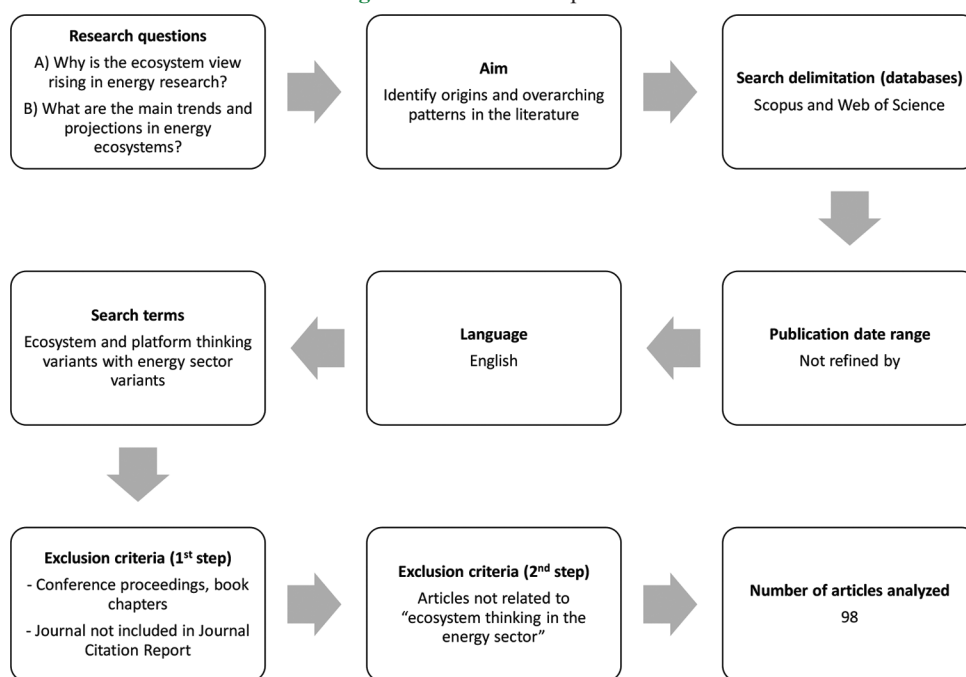 Research questions
A) Why is the ecosystem view
rising in energy research?
B) What are the main trends and
projections in energy
ecosystems?
Aim
Identify origins and overarching
patterns in the literature
Search delimitation (databases)
Scopus and Web of Science
Publication date range
Not refined by
Language
English
Search terms
Ecosystem and platform thinking
variants with energy sector
variants
Exclusion criteria (1st step)
- Conference proceedings, book
chapters
- Journal not included in Journal
Citation Report
Exclusion criteria (2nd step)
Articles not related to
“ecosystem thinking in the
energy sector”
Number of articles analyzed
98